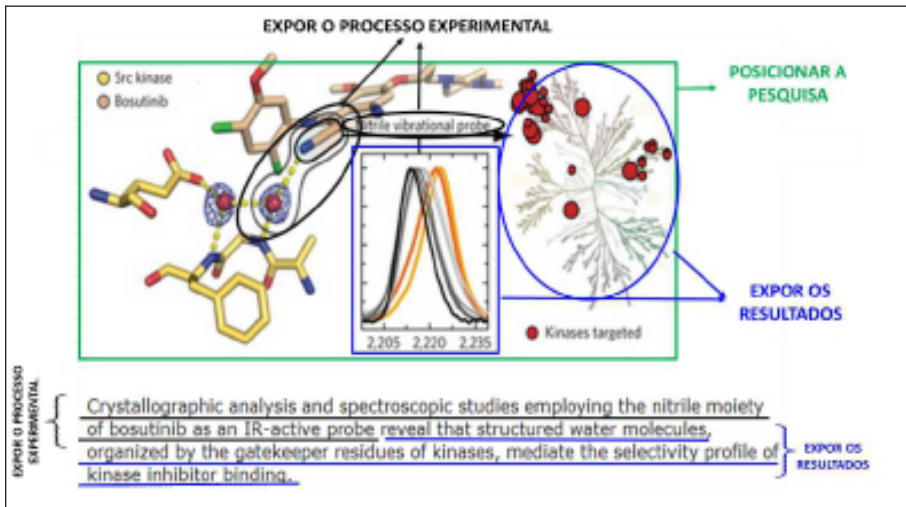 EXPOR O PROCESSO EXPERIMENTAL
Src kinase
Bosutinib
Nitrile vibrational probe
POSICIONAR A
PESQUISA
EXPOR OS
RESULTADOS
2,205 2,220 2,235
Kinases targeted
EXPOR O PROCESSO
EXPERIMENTAL
Crystallographic analysis and spectroscopic studies employing the nitrile moiety
of bosutinib as an IR-active probe reveal that structured water molecules,
organized by the gatekeeper residues of kinases, mediate the selectivity profile of
kinase inhibitor binding.
EXPOR OS
RESULTADOS